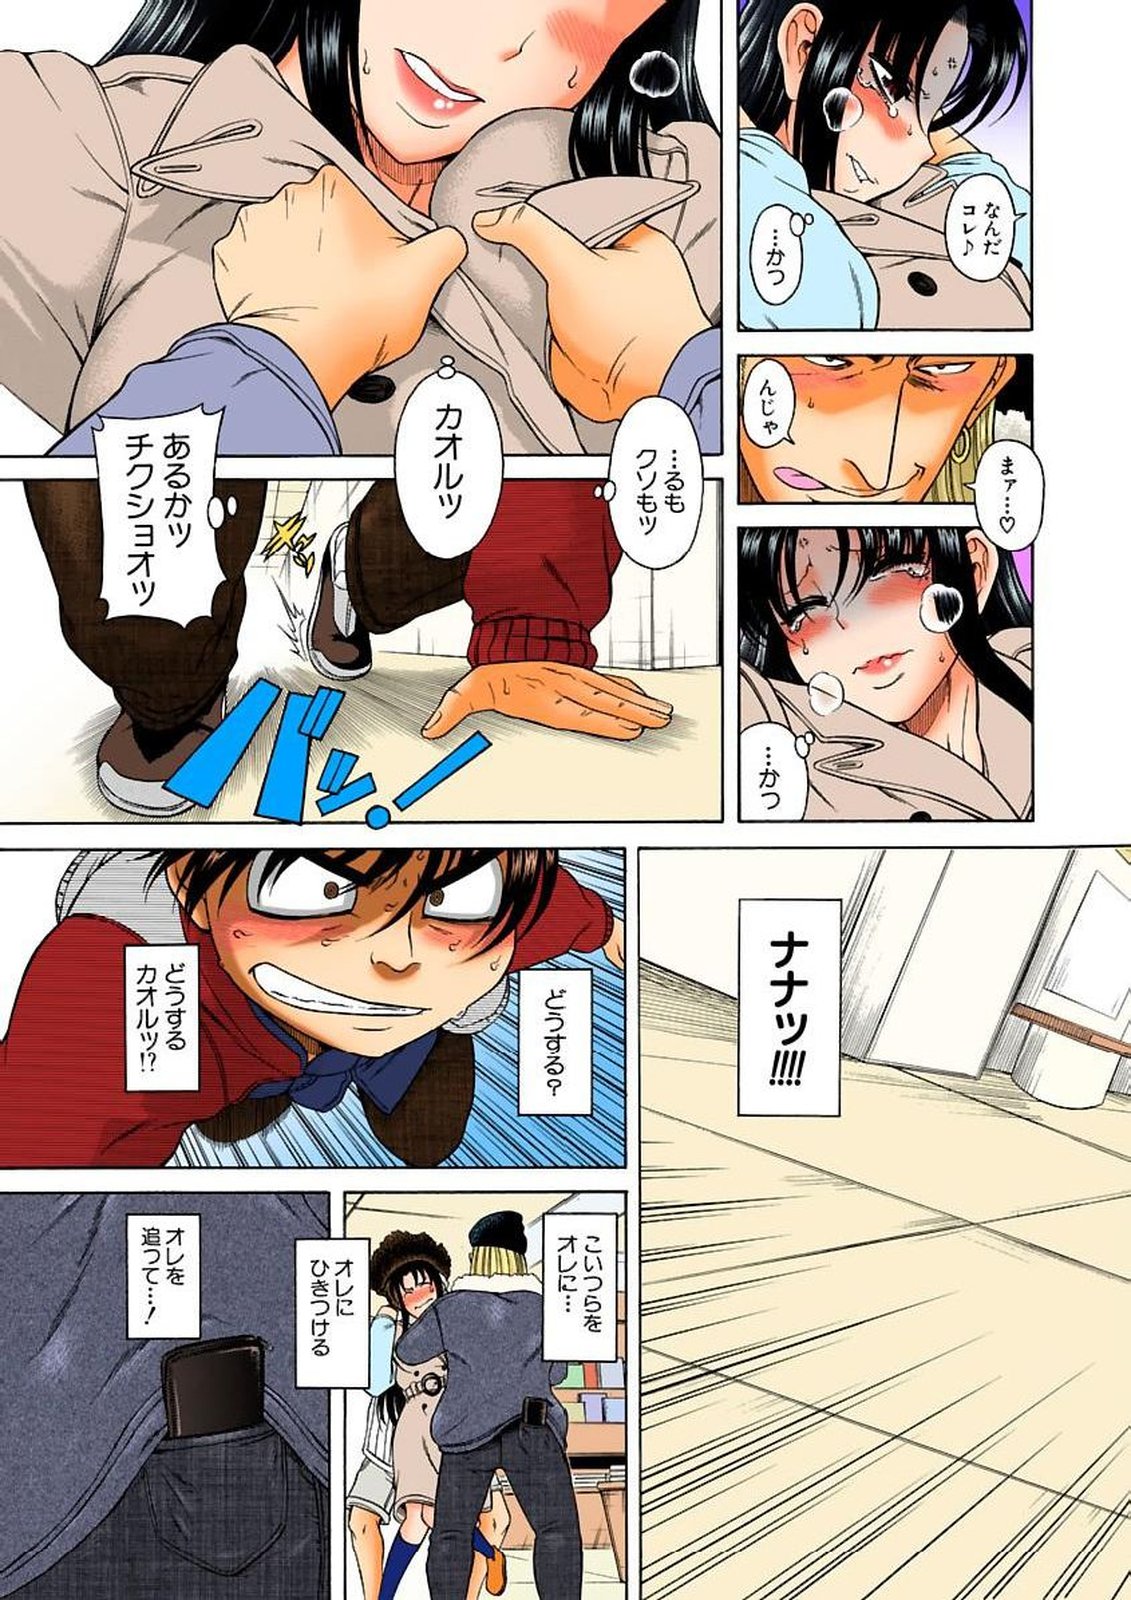 なんだ
コレ♪
…かつ
んじゃ
まァ…♡
…かつ
…るも
クソもッ
カオルッ
あるかッ
チクショオッ
バッ!
ナナッ
!!!!
どうする?
どうする
カオルッ!?
こいつらを
オレに…
オレに
ひきつける
オレを
追って…!